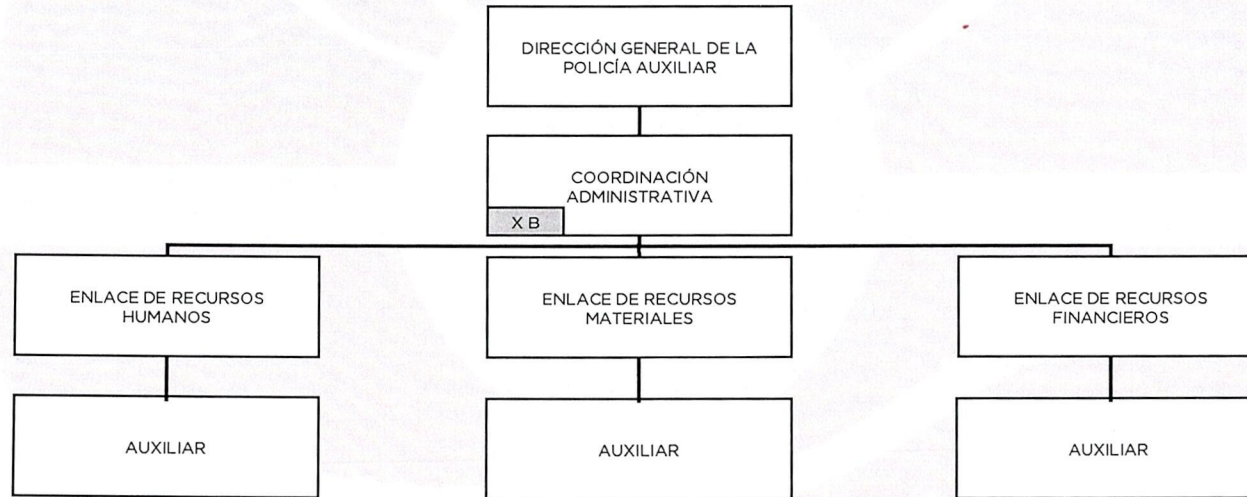 DIRECCIÓN GENERAL DE LA
POLICÍA AUXILIAR
COORDINACIÓN
ADMINISTRATIVA
X B
ENLACE DE RECURSOS
HUMANOS
ENLACE DE RECURSOS
MATERIALES
ENLACE DE RECURSOS
FINANCIEROS
AUXILIAR
AUXILIAR
AUXILIAR